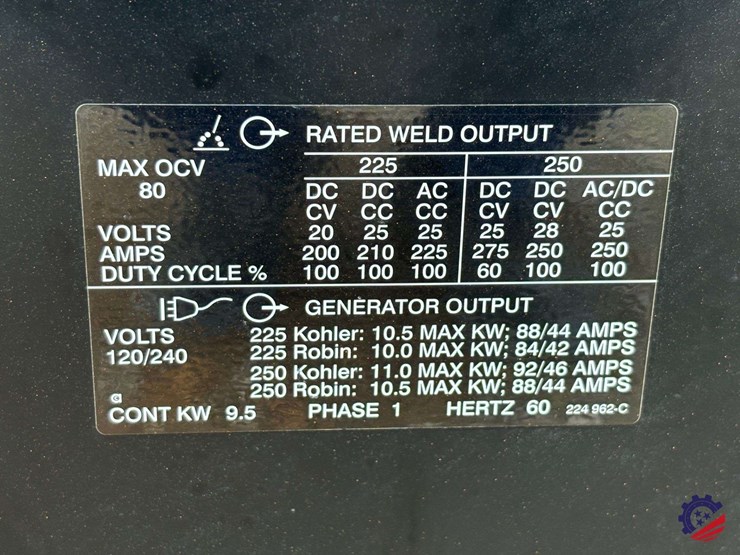 RATED WELD OUTPUT
MAX OCV 225 250
80 DC DC AC DC DC AC/DC
CV CC CC CV CV CC
VOLTS 20 25 25 25 28 25
AMPS 200 210 225 275 250 250
DUTY CYCLE % 100 100 100 60 100 100
GENERATOR OUTPUT
VOLTS 225 Kohler: 10.5 MAX KW; 88/44 AMPS
120/240 225 Robin: 10.0 MAX KW; 84/42 AMPS
250 Kohler: 11.0 MAX KW; 92/46 AMPS
250 Robin: 10.5 MAX KW; 88/44 AMPS
CONT KW 9.5 PHASE 1 HERTZ 60 224 962-C